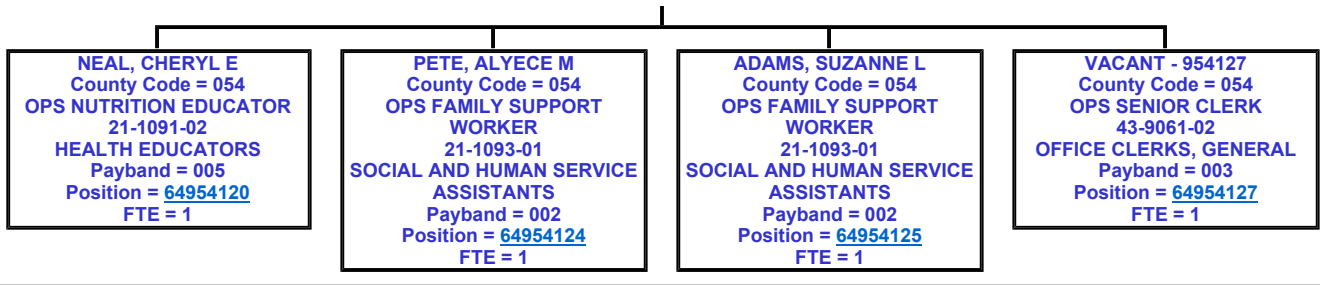 NEAL, CHERYL E
County Code = 054
OPS NUTRITION EDUCATOR
21-1091-02
HEALTH EDUCATORS
Payband = 005
Position = 64954120
FTE = 1
PETE, ALYECE M
County Code = 054
OPS FAMILY SUPPORT
WORKER
21-1093-01
SOCIAL AND HUMAN SERVICE
ASSISTANTS
Payband = 002
Position = 64954124
FTE = 1
ADAMS, SUZANNE L
County Code = 054
OPS FAMILY SUPPORT
WORKER
21-1093-01
SOCIAL AND HUMAN SERVICE
ASSISTANTS
Payband = 002
Position = 64954125
FTE = 1
VACANT - 954127
County Code = 054
OPS SENIOR CLERK
43-9061-02
OFFICE CLERKS, GENERAL
Payband = 003
Position = 64954127
FTE = 1